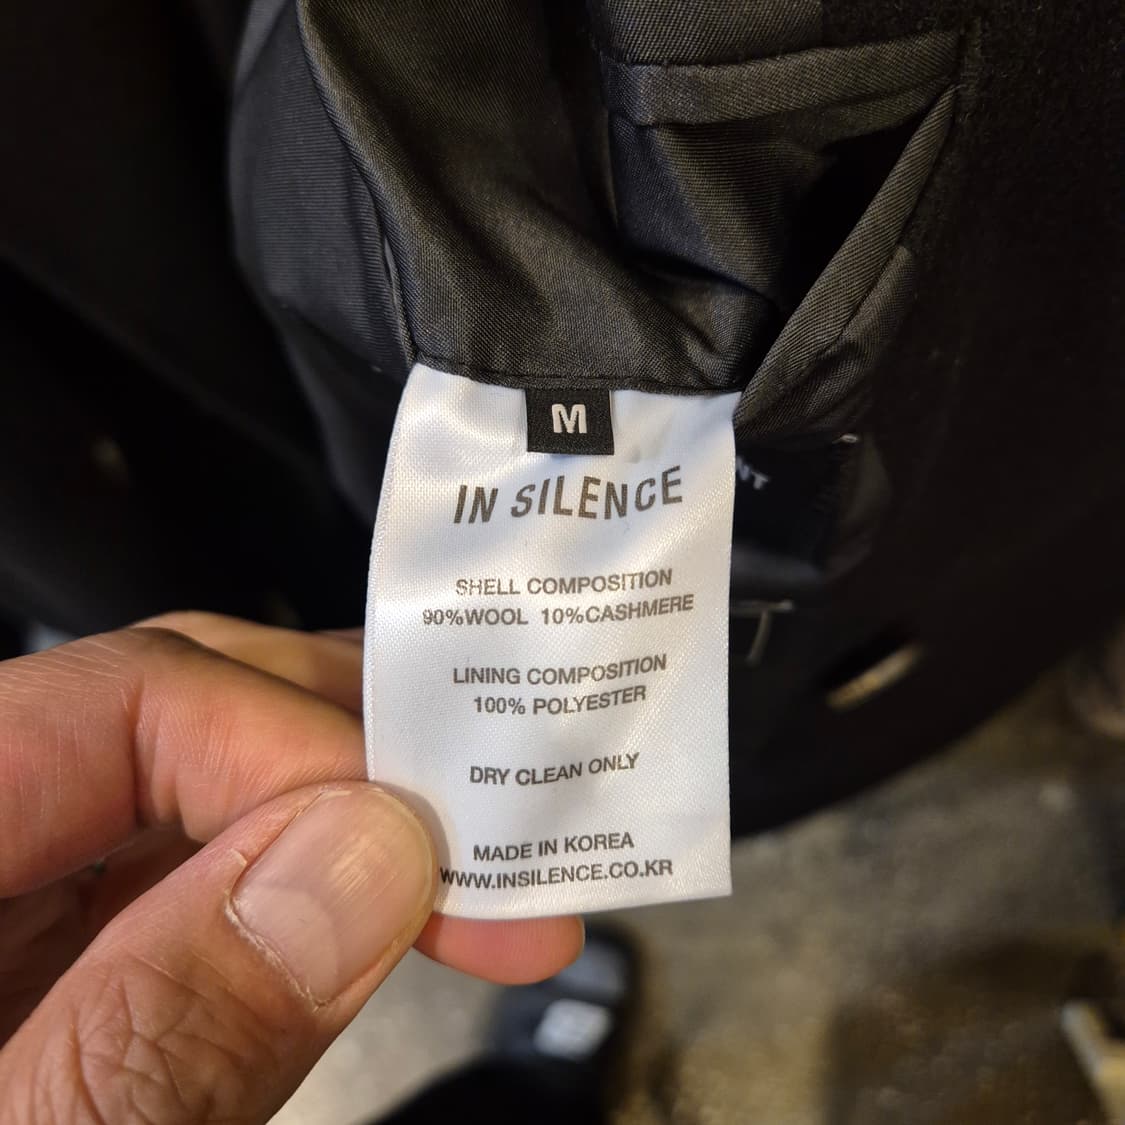 M
IN SILENCE
SHELL COMPOSITION
90%WOOL 10%CASHMERE
LINING COMPOSITION
100% POLYESTER
DRY CLEAN ONLY
MADE IN KOREA
WWW.INSILENCE.CO.KR